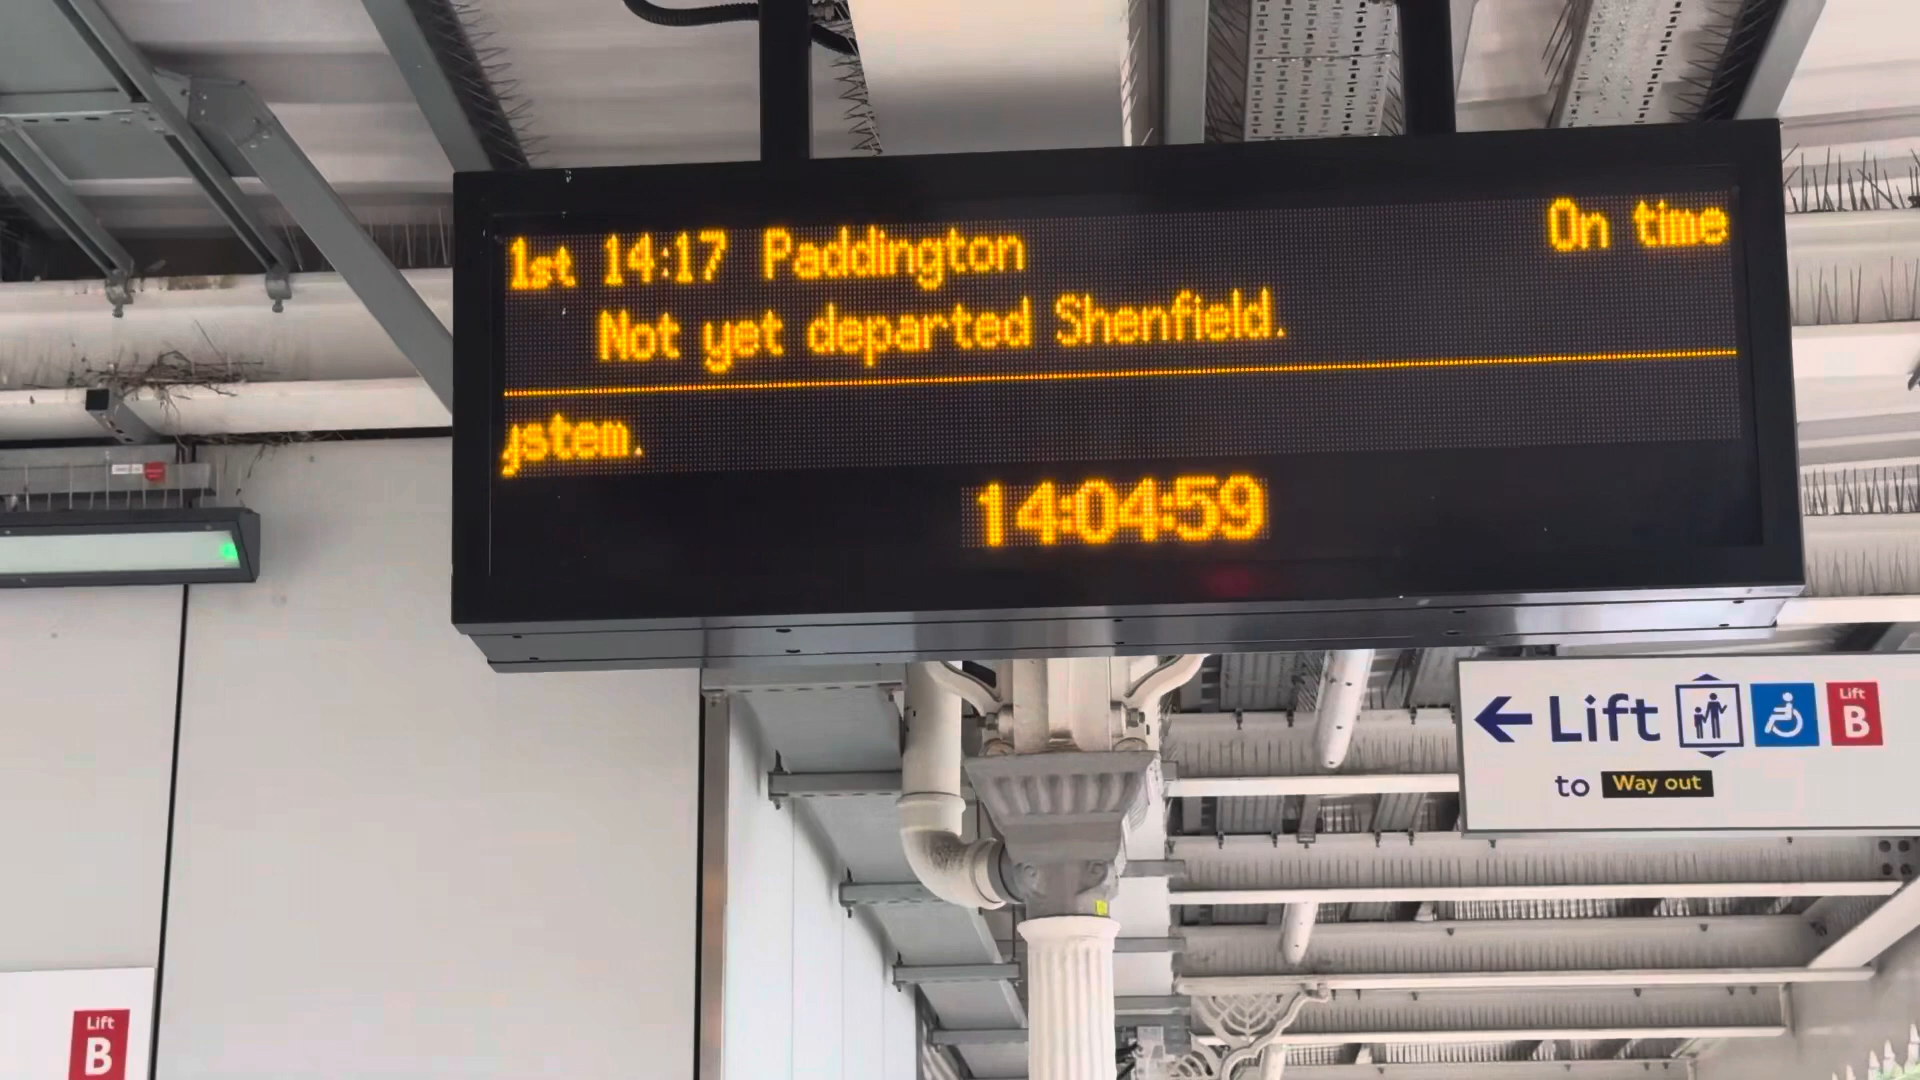 1st 14:17 Paddington On time
Not yet departed Shenfield.
ystem.
14:04:59
Lift Lift B
to Way out
Lift
B